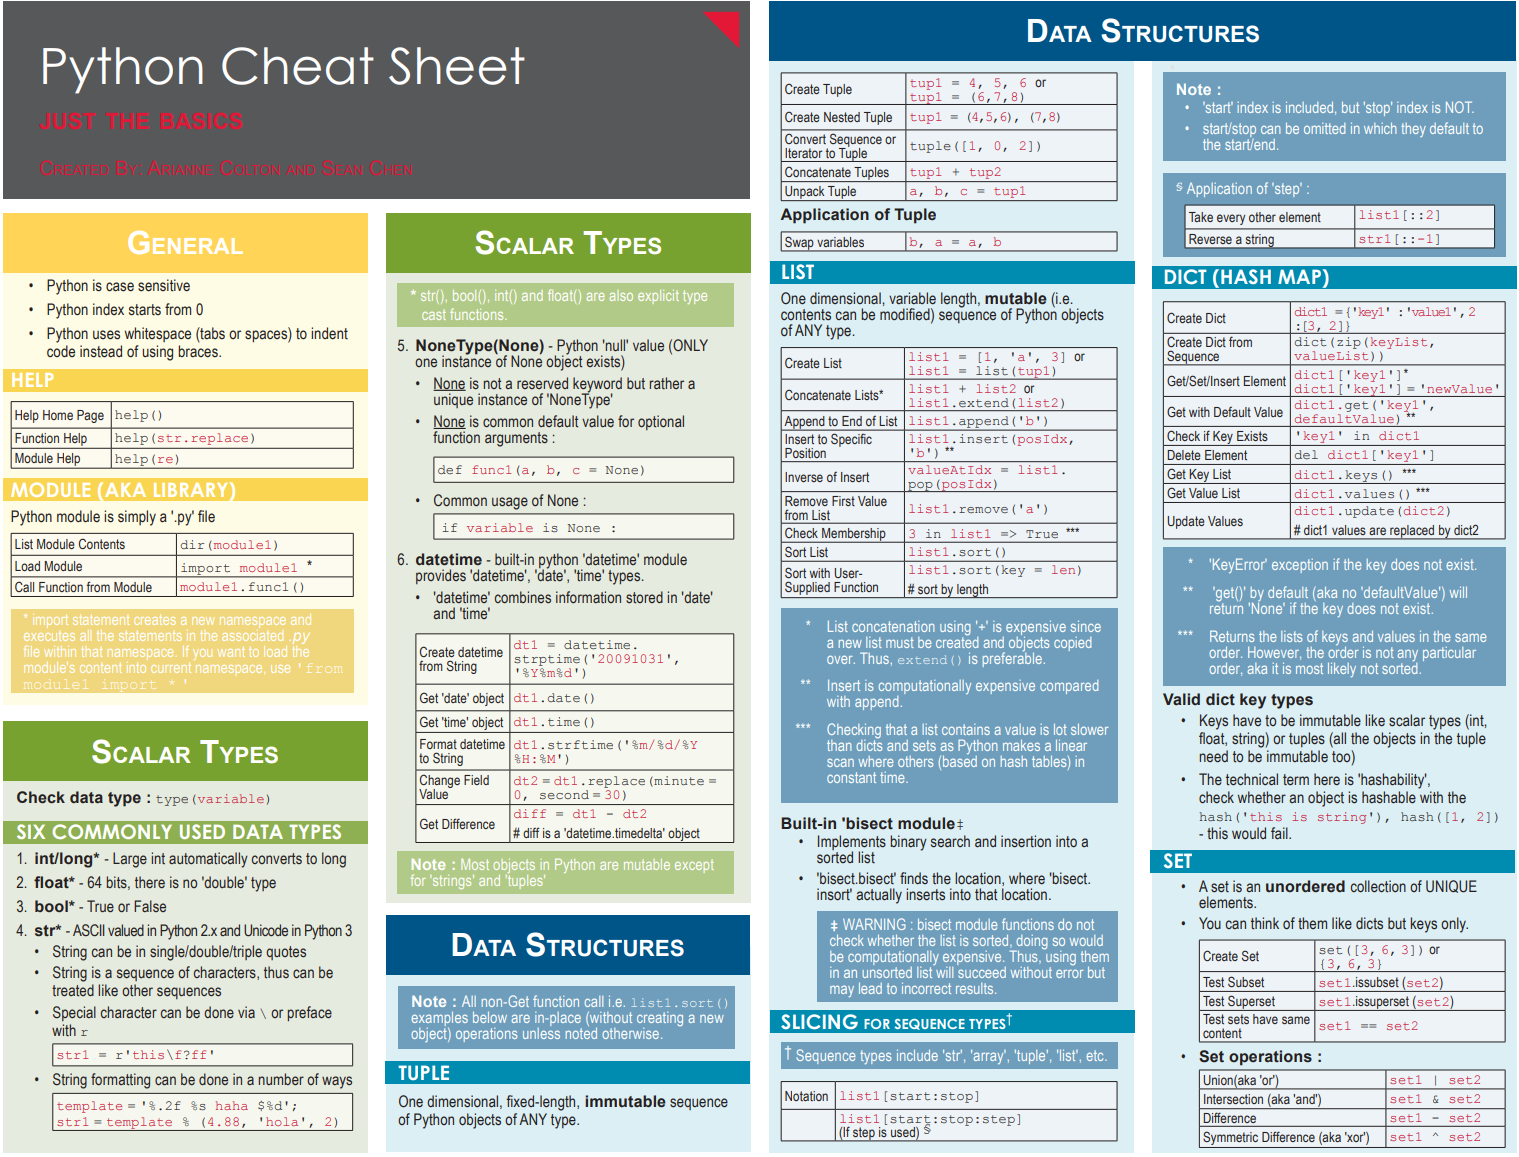 Python Cheat Sheet
JUST THE BASICS
CREATED BY: ARIANNE COLTON AND SEAN CHEN
GENERAL
• Python is case sensitive
• Python index starts from 0
• Python uses whitespace (tabs or spaces) to indent
code instead of using braces.
HELP
Help Home Page help()
Function Help help(str.replace)
Module Help help(re)
MODULE (AKA LIBRARY)
Python module is simply a '.py' file
List Module Contents dir(module1)
Load Module import module1 *
Call Function from Module module1.func1()
* import statement creates a new namespace and
executes all the statements in the associated .py
file within that namespace. If you want to load the
module's content into current namespace, use 'from
module1 import * '
SCALAR TYPES
Check data type : type(variable)
SIX COMMONLY USED DATA TYPES
1. int/long* - Large int automatically converts to long
2. float* - 64 bits, there is no 'double' type
3. bool* - True or False
4. str* - ASCII valued in Python 2.x and Unicode in Python 3
• String can be in single/double/triple quotes
• String is a sequence of characters, thus can be
treated like other sequences
• Special character can be done via \ or preface
with r
str1 = r'this\f?ff'
• String formatting can be done in a number of ways
template = '%.2f %s haha $%d';
str1 = template % (4.88, 'hola', 2)
SCALAR TYPES
* str(), bool(), int() and float() are also explicit type
cast functions.
5. NoneType(None) - Python 'null' value (ONLY
one instance of None object exists)
• None is not a reserved keyword but rather a
unique instance of 'NoneType'
• None is common default value for optional
function arguments :
def func1(a, b, c = None)
• Common usage of None :
if variable is None :
6. datetime - built-in python 'datetime' module
provides 'datetime', 'date', 'time' types.
• 'datetime' combines information stored in 'date'
and 'time'
Create datetime dt1 = datetime.
from String strptime('20091031',
'%Y%m%d')
Get 'date' object dt1.date()
Get 'time' object dt1.time()
Format datetime dt1.strftime('%m/%d/%Y
to String %H:%M')
Change Field dt2 = dt1.replace(minute =
Value 0, second = 30)
Get Difference diff = dt1 - dt2
# diff is a 'datetime.timedelta' object
Note : Most objects in Python are mutable except
for 'strings' and 'tuples'
DATA STRUCTURES
Note : All non-Get function call i.e. list1.sort()
examples below are in-place (without creating a new
object) operations unless noted otherwise.
TUPLE
One dimensional, fixed-length, immutable sequence
of Python objects of ANY type.
DATA STRUCTURES
Create Tuple tup1 = 4, 5, 6 or
tup1 = (6,7,8)
Create Nested Tuple tup1 = (4,5,6), (7,8)
Convert Sequence or
Iterator to Tuple tuple([1, 0, 2])
Concatenate Tuples tup1 + tup2
Unpack Tuple a, b, c = tup1
Application of Tuple
Swap variables b, a = a, b
LIST
One dimensional, variable length, mutable (i.e.
contents can be modified) sequence of Python objects
of ANY type.
Create List list1 = [1, 'a', 3] or
list1 = list(tup1)
Concatenate Lists* list1 + list2 or
list1.extend(list2)
Append to End of List list1.append('b')
Insert to Specific list1.insert(posIdx,
Position 'b') **
Inverse of Insert valueAtIdx = list1.
pop(posIdx)
Remove First Value
from List list1.remove('a')
Check Membership 3 in list1 => True ***
Sort List list1.sort()
Sort with User- list1.sort(key = len)
Supplied Function # sort by length
* List concatenation using '+' is expensive since
a new list must be created and objects copied
over. Thus, extend() is preferable.
** Insert is computationally expensive compared
with append.
*** Checking that a list contains a value is lot slower
than dicts and sets as Python makes a linear
scan where others (based on hash tables) in
constant time.
Built-in 'bisect module‡
• Implements binary search and insertion into a
sorted list
• 'bisect.bisect' finds the location, where 'bisect.
insort' actually inserts into that location.
‡ WARNING : bisect module functions do not
check whether the list is sorted, doing so would
be computationally expensive. Thus, using them
in an unsorted list will succeed without error but
may lead to incorrect results.
SLICING FOR SEQUENCE TYPES†
† Sequence types include 'str', 'array', 'tuple', 'list', etc.
Notation list1[start:stop]
list1[start:stop:step]
(If step is used) §
Note :
• 'start' index is included, but 'stop' index is NOT.
• start/stop can be omitted in which they default to
the start/end.
§ Application of 'step' :
Take every other element list1[::2]
Reverse a string str1[::-1]
DICT (HASH MAP)
Create Dict dict1 ={'key1' :'value1', 2
:[3, 2]}
Create Dict from dict(zip(keyList,
Sequence valueList))
Get/Set/Insert Element dict1['key1']*
dict1['key1'] = 'newValue'
Get with Default Value dict1.get('key1',
defaultValue) **
Check if Key Exists 'key1' in dict1
Delete Element del dict1['key1']
Get Key List dict1.keys() ***
Get Value List dict1.values() ***
Update Values dict1.update(dict2)
# dict1 values are replaced by dict2
* 'KeyError' exception if the key does not exist.
** 'get()' by default (aka no 'defaultValue') will
return 'None' if the key does not exist.
*** Returns the lists of keys and values in the same
order. However, the order is not any particular
order, aka it is most likely not sorted.
Valid dict key types
• Keys have to be immutable like scalar types (int,
float, string) or tuples (all the objects in the tuple
need to be immutable too)
• The technical term here is 'hashability',
check whether an object is hashable with the
hash('this is string'), hash([1, 2])
- this would fail.
SET
• A set is an unordered collection of UNIQUE
elements.
• You can think of them like dicts but keys only.
Create Set set([3, 6, 3]) or
{3, 6, 3}
Test Subset set1.issubset (set2)
Test Superset set1.issuperset (set2)
Test sets have same
content set1 == set2
• Set operations :
Union(aka 'or') set1 | set2
Intersection (aka 'and') set1 & set2
Difference set1 - set2
Symmetric Difference (aka 'xor') set1 ^ set2